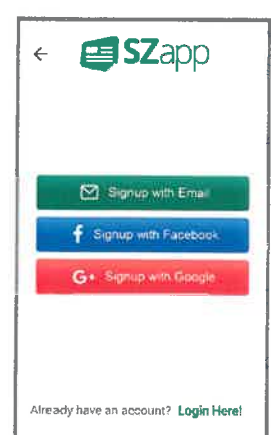 SZapp
Signup with Email
Signup with Facebook
G+ Signup with Google
Already have an account? Login Here!